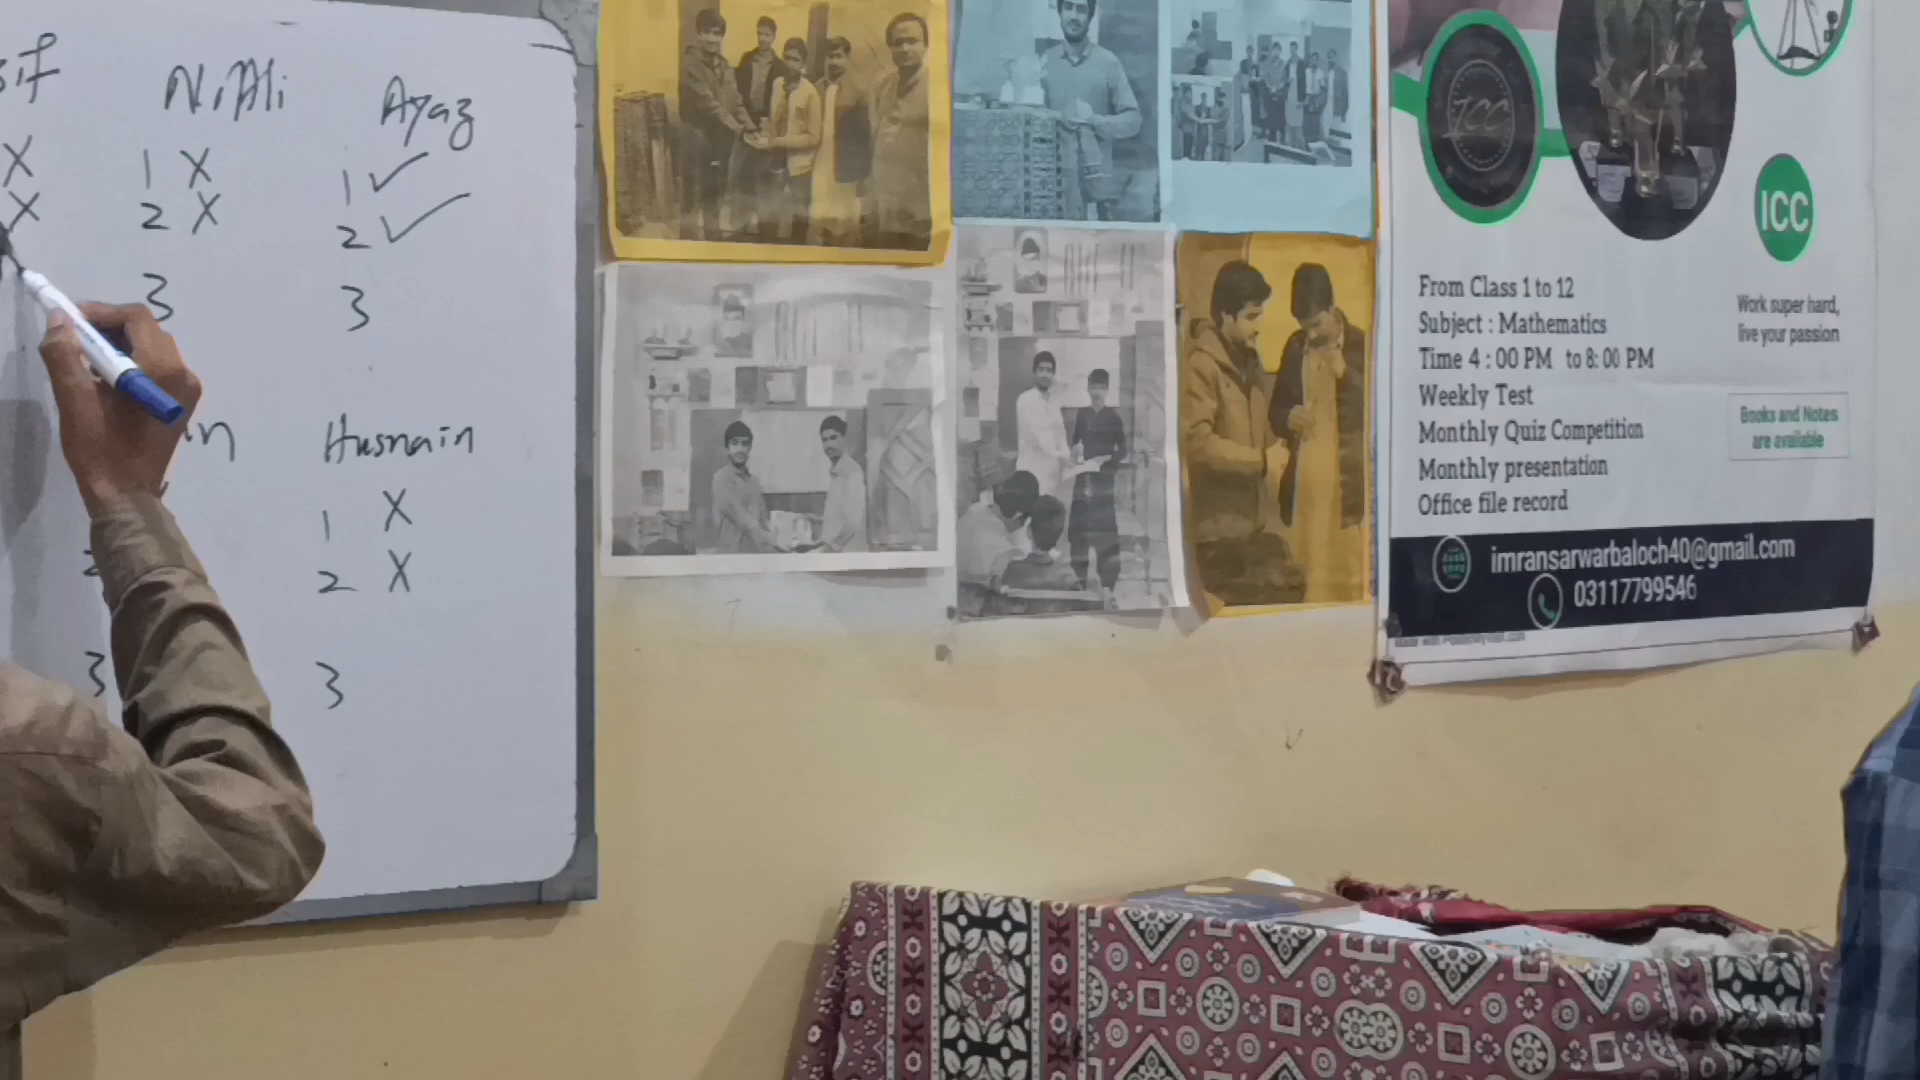 Ayaz
X
1 X
1 ✓
X
2 X
2 ✓
3
3
Husnain
1 X
2 X
3
3
ICC
ICC
From Class 1 to 12
Subject : Mathematics
Time 4 : 00 PM to 8: 00 PM
Weekly Test
Monthly Quiz Competition
Monthly presentation
Office file record
Work super hard,
live your passion
Books and Notes
are available
imransarwarbaloch40@gmail.com
03117799546